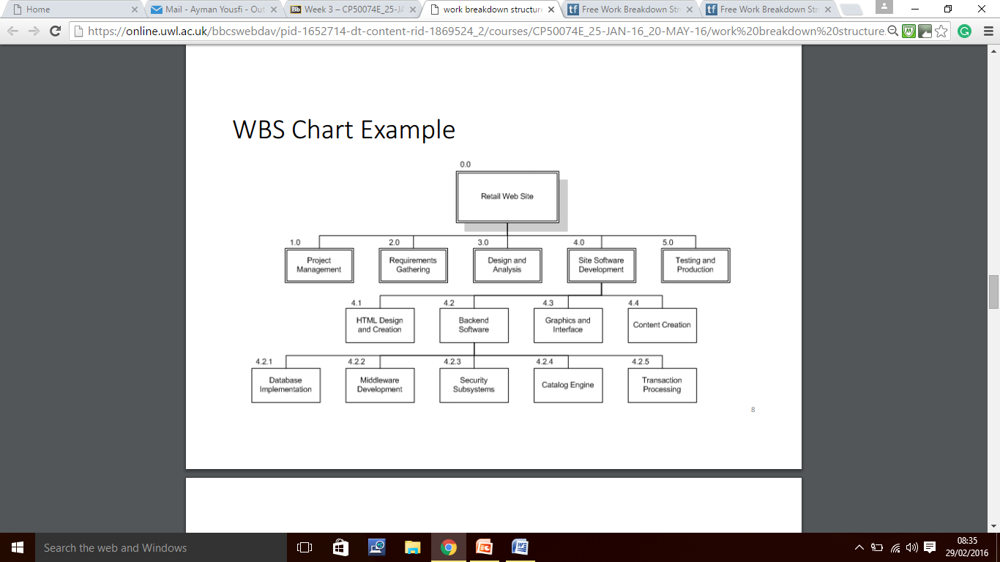 Home
Mail - Ayman Yousfi - Out
Bb Week 3 – CP50074E_25-JA
work breakdown structure
tf Free Work Breakdown Str
tf Free Work Breakdown Str
https://online.uwl.ac.uk/bbcswebdav/pid-1652714-dt-content-rid-1869524_2/courses/CP50074E_25-JAN-16_20-MAY-16/work%20breakdown%20structure.
WBS Chart Example
0.0
Retail Web Site
1.0
Project
Management
2.0
Requirements
Gathering
3.0
Design and
Analysis
4.0
Site Software
Development
5.0
Testing and
Production
4.1
HTML Design
and Creation
4.2
Backend
Software
4.3
Graphics and
Interface
4.4
Content Creation
4.2.1
Database
Implementation
4.2.2
Middleware
Development
4.2.3
Security
Subsystems
4.2.4
Catalog Engine
4.2.5
Transaction
Processing
8
Search the web and Windows
08:35
29/02/2016